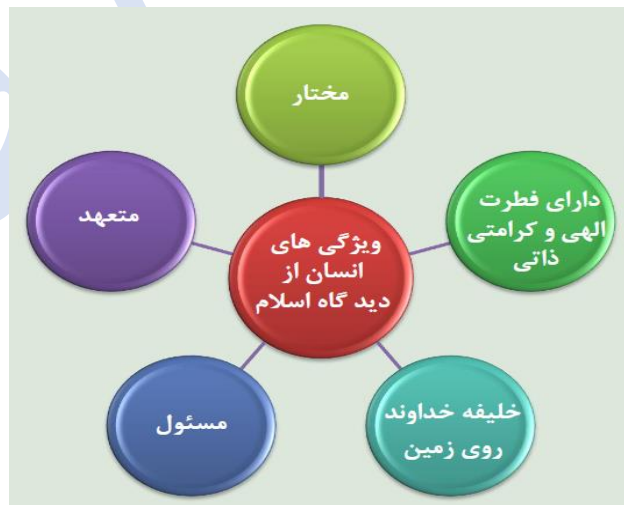 مختار
دارای فطرت
الهی و کرامتی
ذاتی
متعهد
ویژگی های
انسان از
دید گاه اسلام
خلیفه خداوند
روی زمین
مسئول